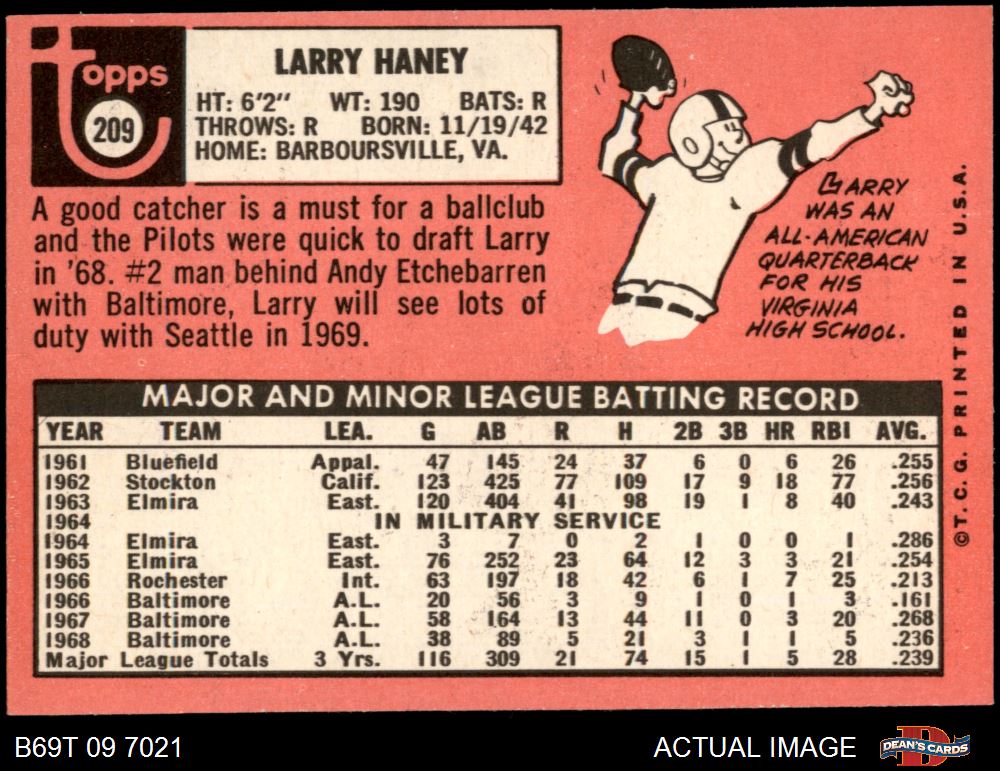 topps
209
LARRY HANEY
HT: 6'2" WT: 190 BATS: R
THROWS: R BORN: 11/19/42
HOME: BARBOURSVILLE, VA.
A good catcher is a must for a ballclub
and the Pilots were quick to draft Larry
in '68. #2 man behind Andy Etchebarren
with Baltimore, Larry will see lots of
duty with Seattle in 1969.
GARRY
WAS AN
ALL-AMERICAN
QUARTERBACK
FOR HIS
VIRGINIA
HIGH SCHOOL.
©T.C.G. PRINTED IN U.S.A.
MAJOR AND MINOR LEAGUE BATTING RECORD
YEAR TEAM LEA. G AB R H 2B 3B HR RBI AVG.
1961 Bluefield Appal. 47 145 24 37 6 0 6 26 .255
1962 Stockton Calif. 123 425 77 109 17 9 18 77 .256
1963 Elmira East. 120 404 41 98 19 1 8 40 .243
1964 IN MILITARY SERVICE
1964 Elmira East. 3 7 0 2 1 0 0 1 .286
1965 Elmira East. 76 252 23 64 12 3 3 21 .254
1966 Rochester Int. 63 197 18 42 6 1 7 25 .213
1966 Baltimore A.L. 20 56 3 9 1 0 1 3 .161
1967 Baltimore A.L. 58 164 13 44 11 0 3 20 .268
1968 Baltimore A.L. 38 89 5 21 3 1 1 5 .236
Major League Totals 3 Yrs. 116 309 21 74 15 1 5 28 .239
B69T 09 7021
ACTUAL IMAGE
DEAN'S CARDS